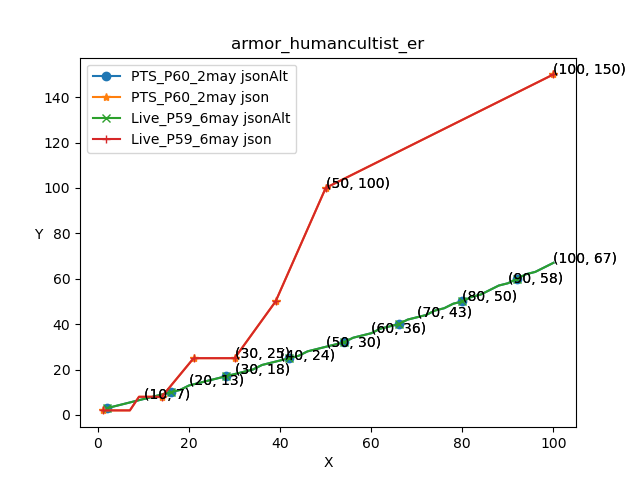 armor_humancultist_er
PTS_P60_2may jsonAlt
PTS_P60_2may json
Live_P59_6may jsonAlt
Live_P59_6may json
(100, 150)
(50, 100)
(100, 67)
(90, 58)
(80, 50)
(70, 43)
(60, 36)
(50, 30)
(40, 24)
(30, 25)
(30, 18)
(20, 13)
(10, 7)
Y
140
120
100
80
60
40
20
0
0 20 40 60 80 100
X